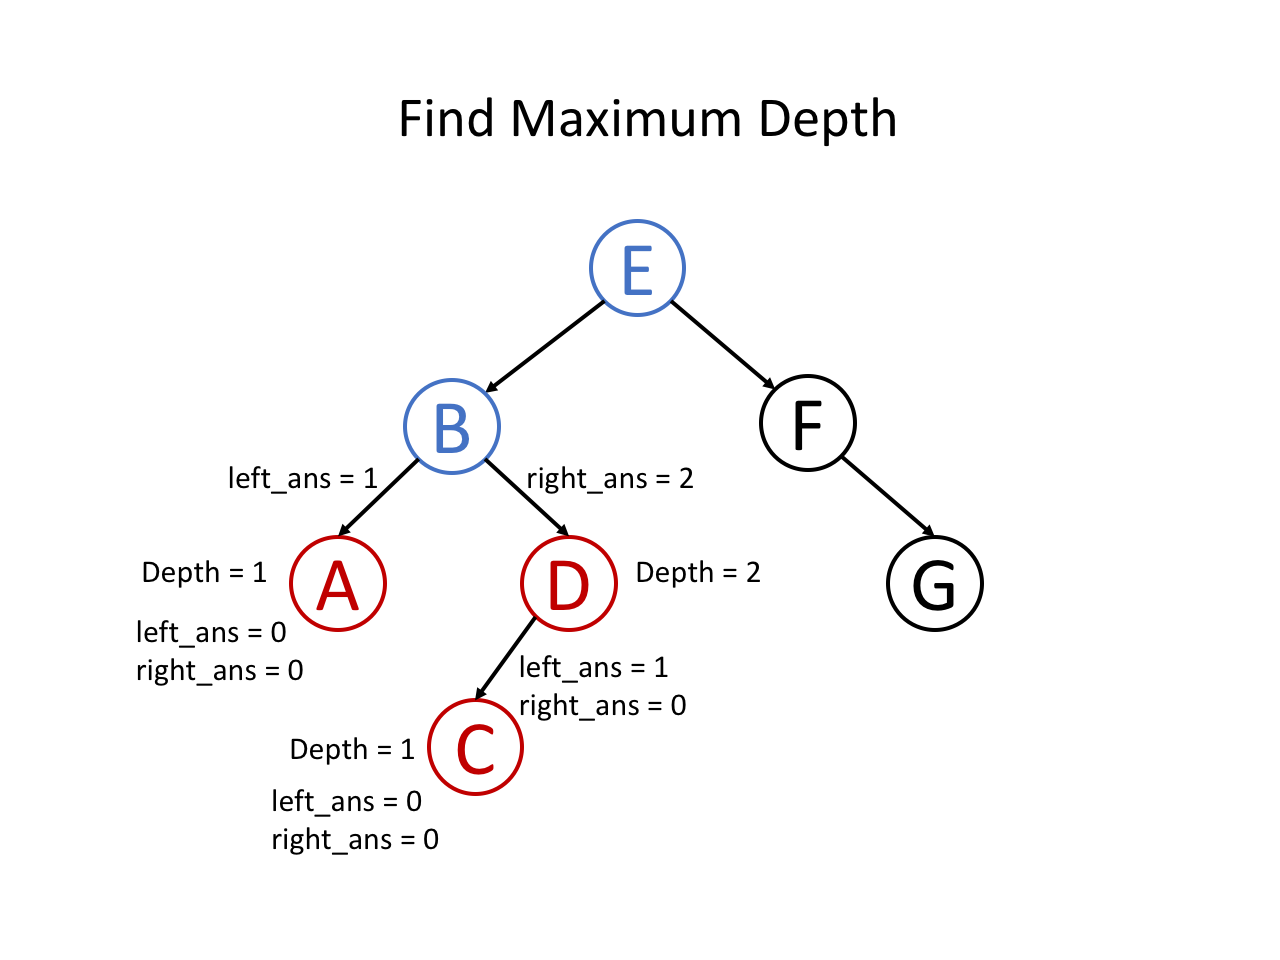 Find Maximum Depth
E
B
F
left_ans = 1
right_ans = 2
Depth = 1
A
D
Depth = 2
G
left_ans = 0
right_ans = 0
left_ans = 1
right_ans = 0
Depth = 1
C
left_ans = 0
right_ans = 0